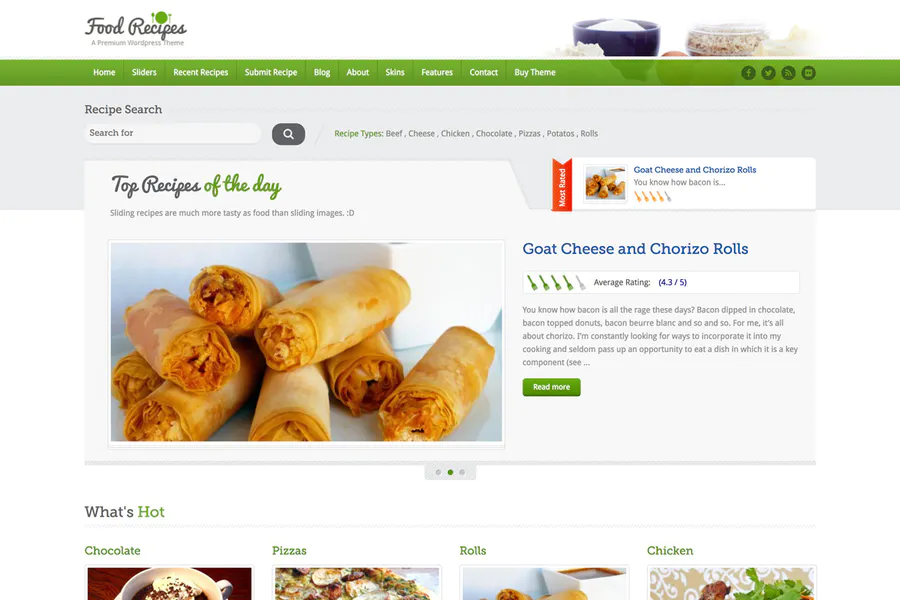 Food Recipes
A Premium Wordpress Theme
Home Sliders Recent Recipes Submit Recipe Blog About Skins Features Contact Buy Theme
Recipe Search
Search for
Recipe Types: Beef , Cheese , Chicken , Chocolate , Pizzas , Potatos , Rolls
Top Recipes of the day
Sliding recipes are much more tasty as food than sliding images. :D
Most Rated
Goat Cheese and Chorizo Rolls
You know how bacon is...
Goat Cheese and Chorizo Rolls
Average Rating: (4.3 / 5)
You know how bacon is all the rage these days? Bacon dipped in chocolate,
bacon topped donuts, bacon beurre blanc and so and so. For me, it's all
about chorizo. I'm constantly looking for ways to incorporate it into my
cooking and seldom pass up an opportunity to eat a dish in which it is a key
component (see ...
Read more
What's Hot
Chocolate Pizzas Rolls Chicken